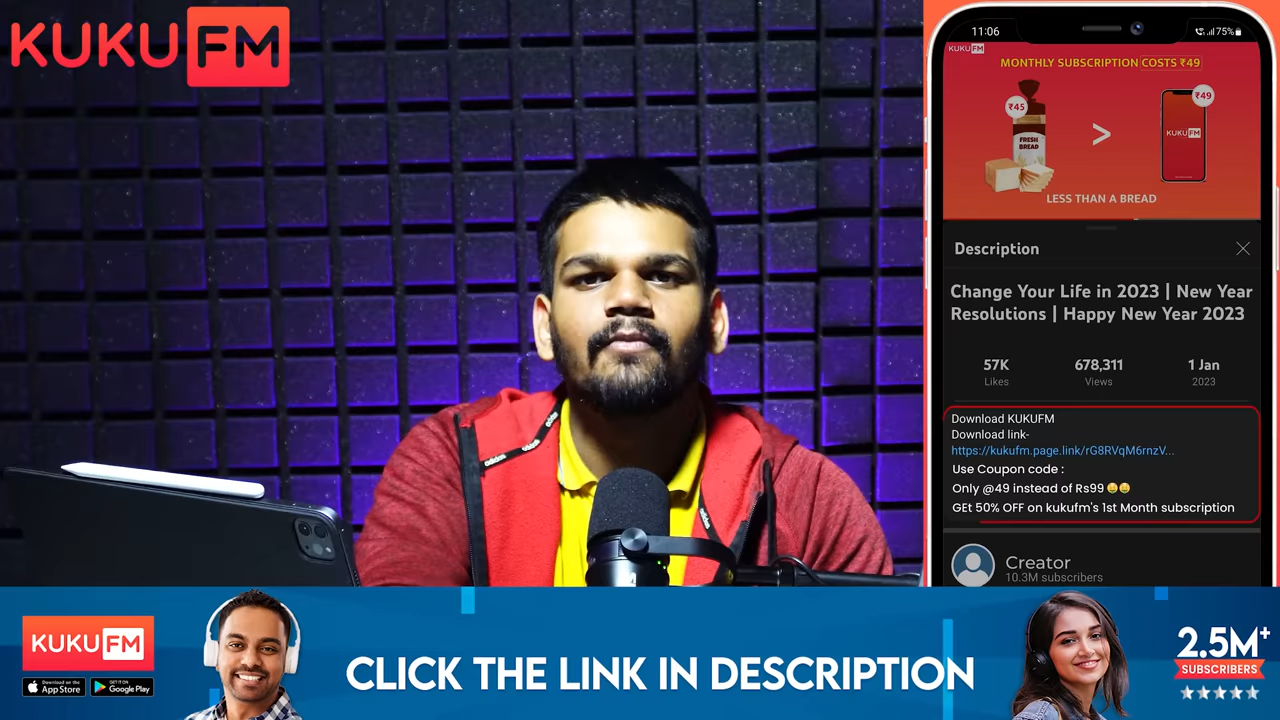 KUKU FM
11:06
75%
KUKU FM
MONTHLY SUBSCRIPTION COSTS ₹49
₹45
₹49
FRESH
BREAD
>
KUKU FM
LESS THAN A BREAD
Description
Change Your Life in 2023 | New Year
Resolutions | Happy New Year 2023
57K
678,311
1 Jan
Likes
Views
2023
Download KUKUFM
Download link-
https://kukufm.page.link/rG8RVqM6rnzV...
Use Coupon code :
Only @49 instead of Rs99 😄😄
GEt 50% OFF on kukufm's 1st Month subscription
Creator
10.3M subscribers
adidas
adidas
KUKU FM
Download on the
App Store
GET IT ON
Google Play
CLICK THE LINK IN DESCRIPTION
2.5M+
SUBSCRIBERS